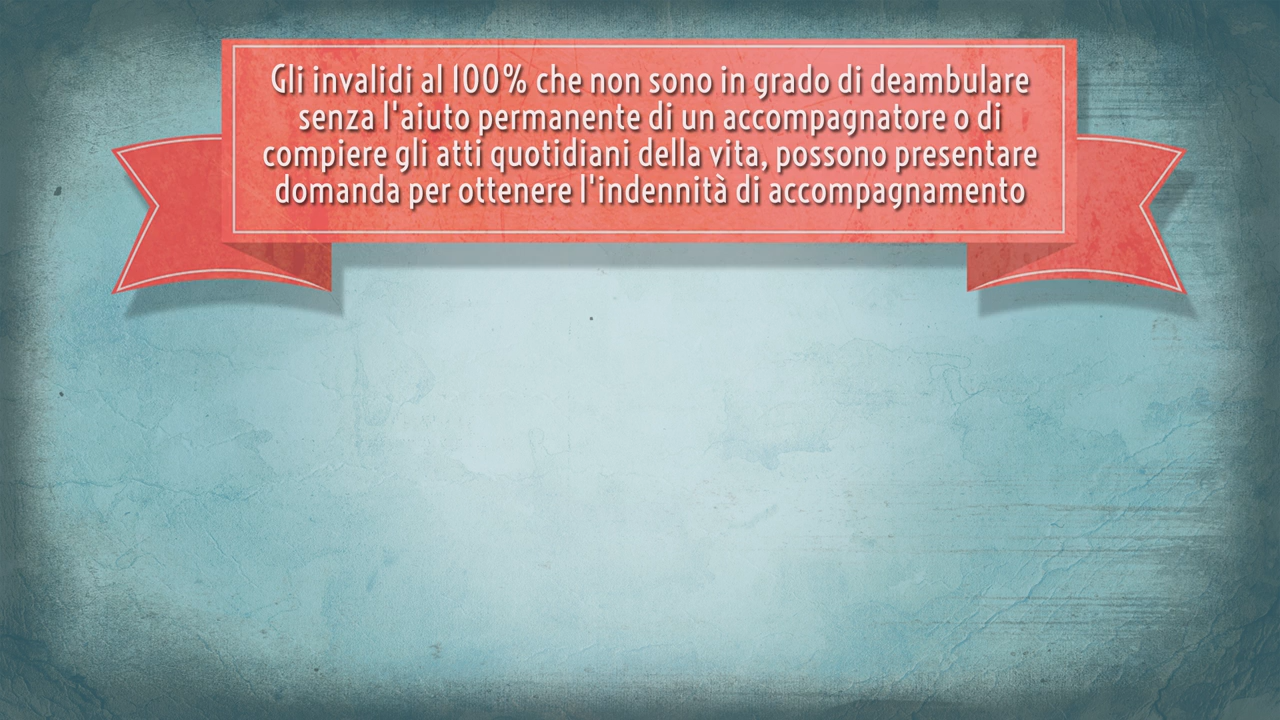 Gli invalidi al 100% che non sono in grado di deambulare
senza l'aiuto permanente di un accompagnatore o di
compiere gli atti quotidiani della vita, possono presentare
domanda per ottenere l'indennità di accompagnamento